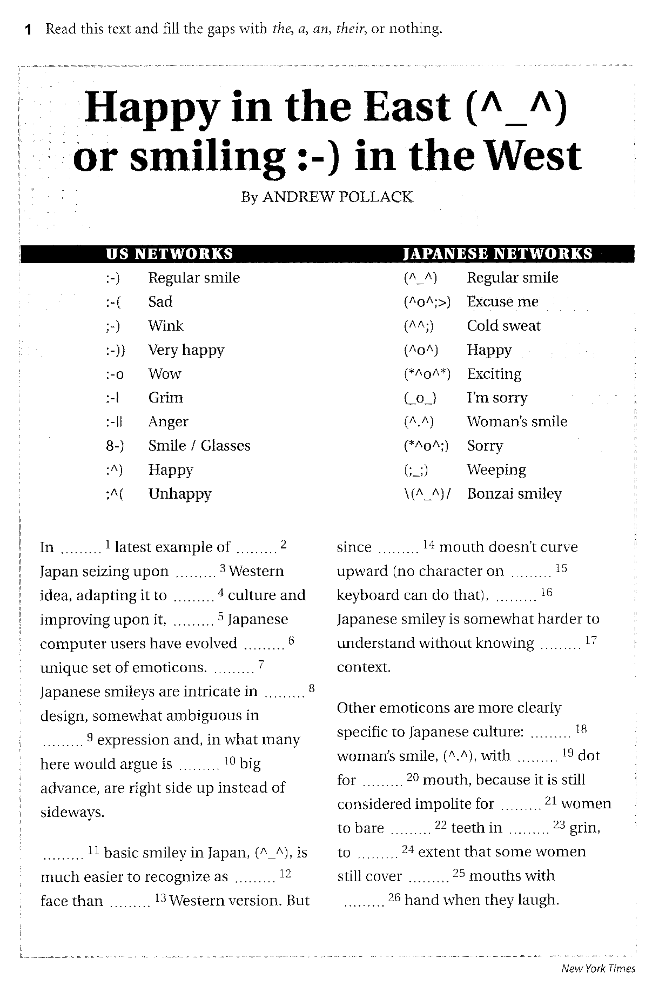 1 Read this text and fill the gaps with the, a, an, their, or nothing.
Happy in the East (^_^)
or smiling :-) in the West
By ANDREW POLLACK
US NETWORKS JAPANESE NETWORKS
:-) Regular smile (^_^) Regular smile
:-( Sad (^o^;>) Excuse me
;-) Wink (^^;) Cold sweat
:-)) Very happy (^o^) Happy
:-o Wow (*^o^*) Exciting
:-| Grim (_o_) I'm sorry
:-|| Anger (^.^) Woman's smile
8-) Smile / Glasses (*^o^;) Sorry
:^) Happy (;_;) Weeping
:^( Unhappy \(^_^)/ Bonzai smiley
In ......... 1 latest example of ......... 2
Japan seizing upon ......... 3 Western
idea, adapting it to ......... 4 culture and
improving upon it, ......... 5 Japanese
computer users have evolved ......... 6
unique set of emoticons. ......... 7
Japanese smileys are intricate in ......... 8
design, somewhat ambiguous in
......... 9 expression and, in what many
here would argue is ......... 10 big
advance, are right side up instead of
sideways.
......... 11 basic smiley in Japan, (^_^), is
much easier to recognize as ......... 12
face than ......... 13 Western version. But
since ......... 14 mouth doesn't curve
upward (no character on ......... 15
keyboard can do that), ......... 16
Japanese smiley is somewhat harder to
understand without knowing ......... 17
context.
Other emoticons are more clearly
specific to Japanese culture: ......... 18
woman's smile, (^.^), with ......... 19 dot
for ......... 20 mouth, because it is still
considered impolite for ......... 21 women
to bare ......... 22 teeth in ......... 23 grin,
to ......... 24 extent that some women
still cover ......... 25 mouths with
......... 26 hand when they laugh.
New York Times